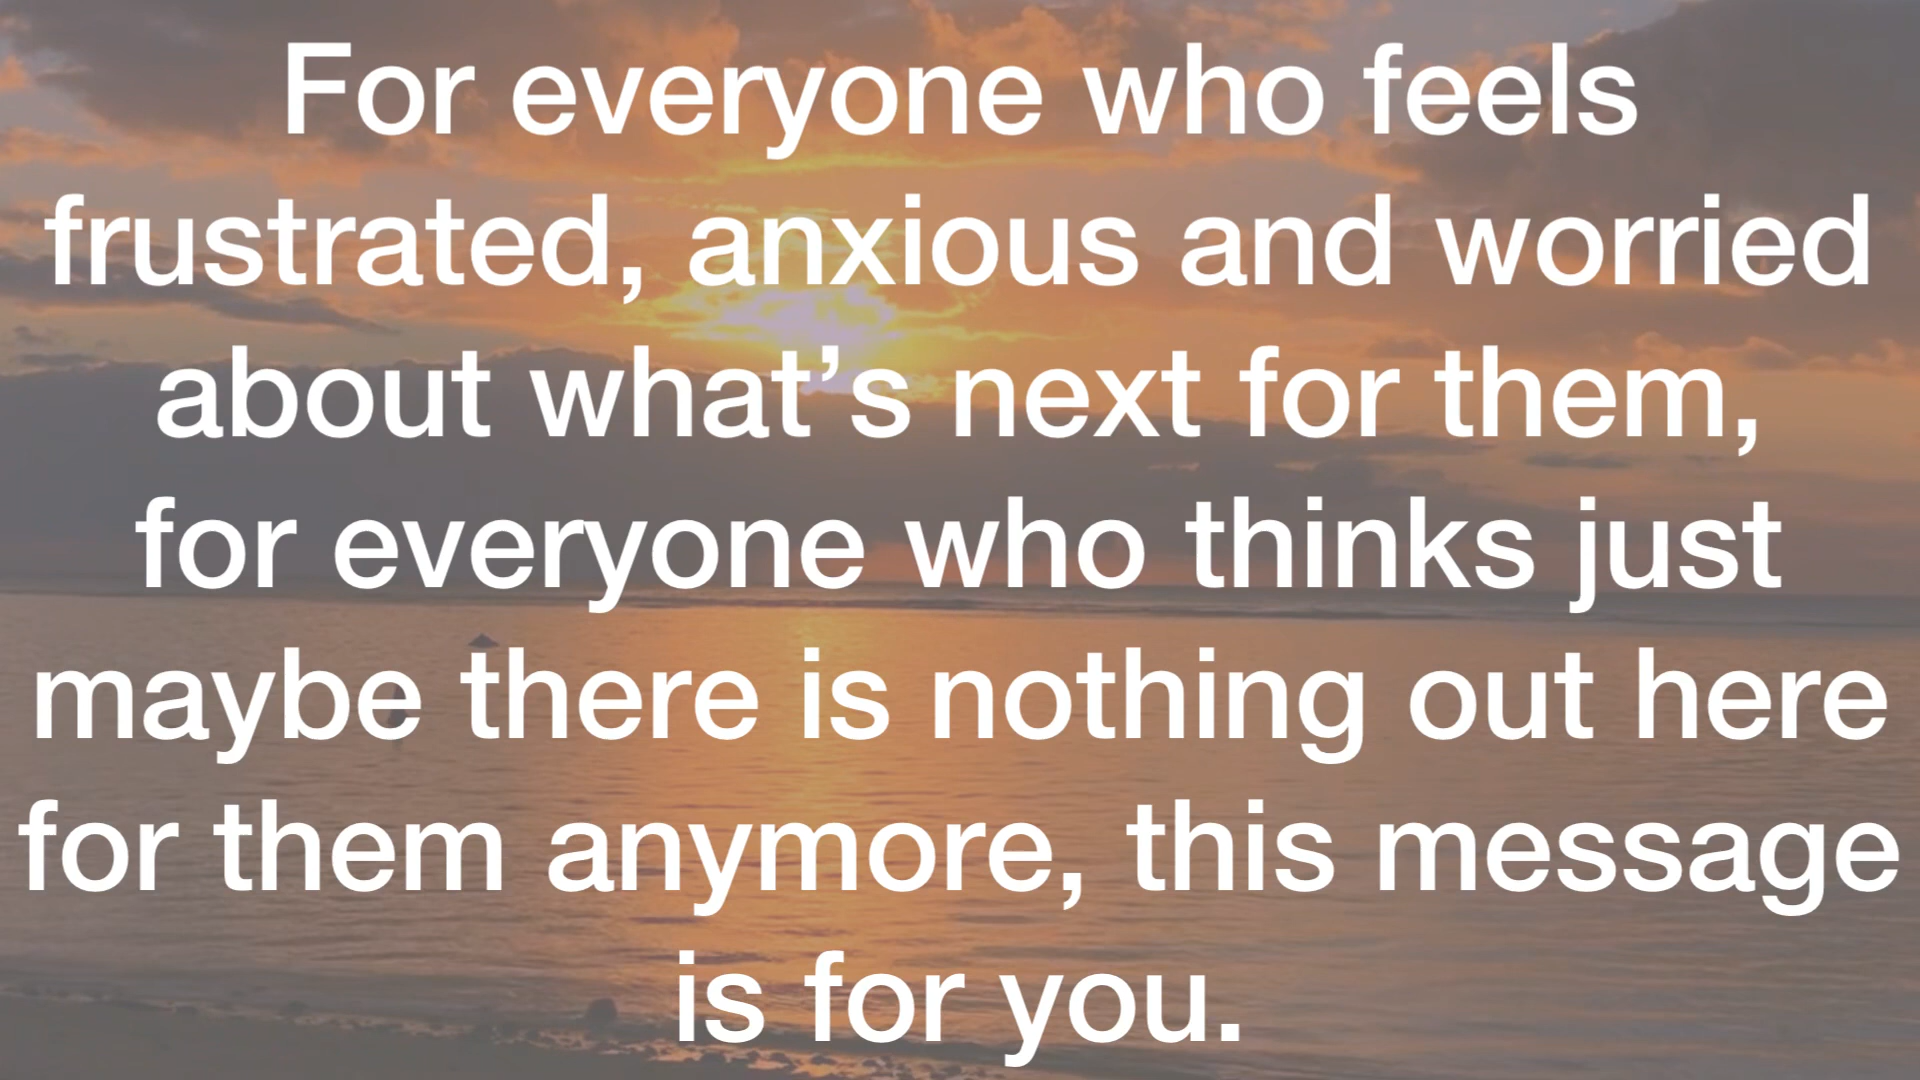 For everyone who feels
frustrated, anxious and worried
about what’s next for them,
for everyone who thinks just
maybe there is nothing out here
for them anymore, this message
is for you.